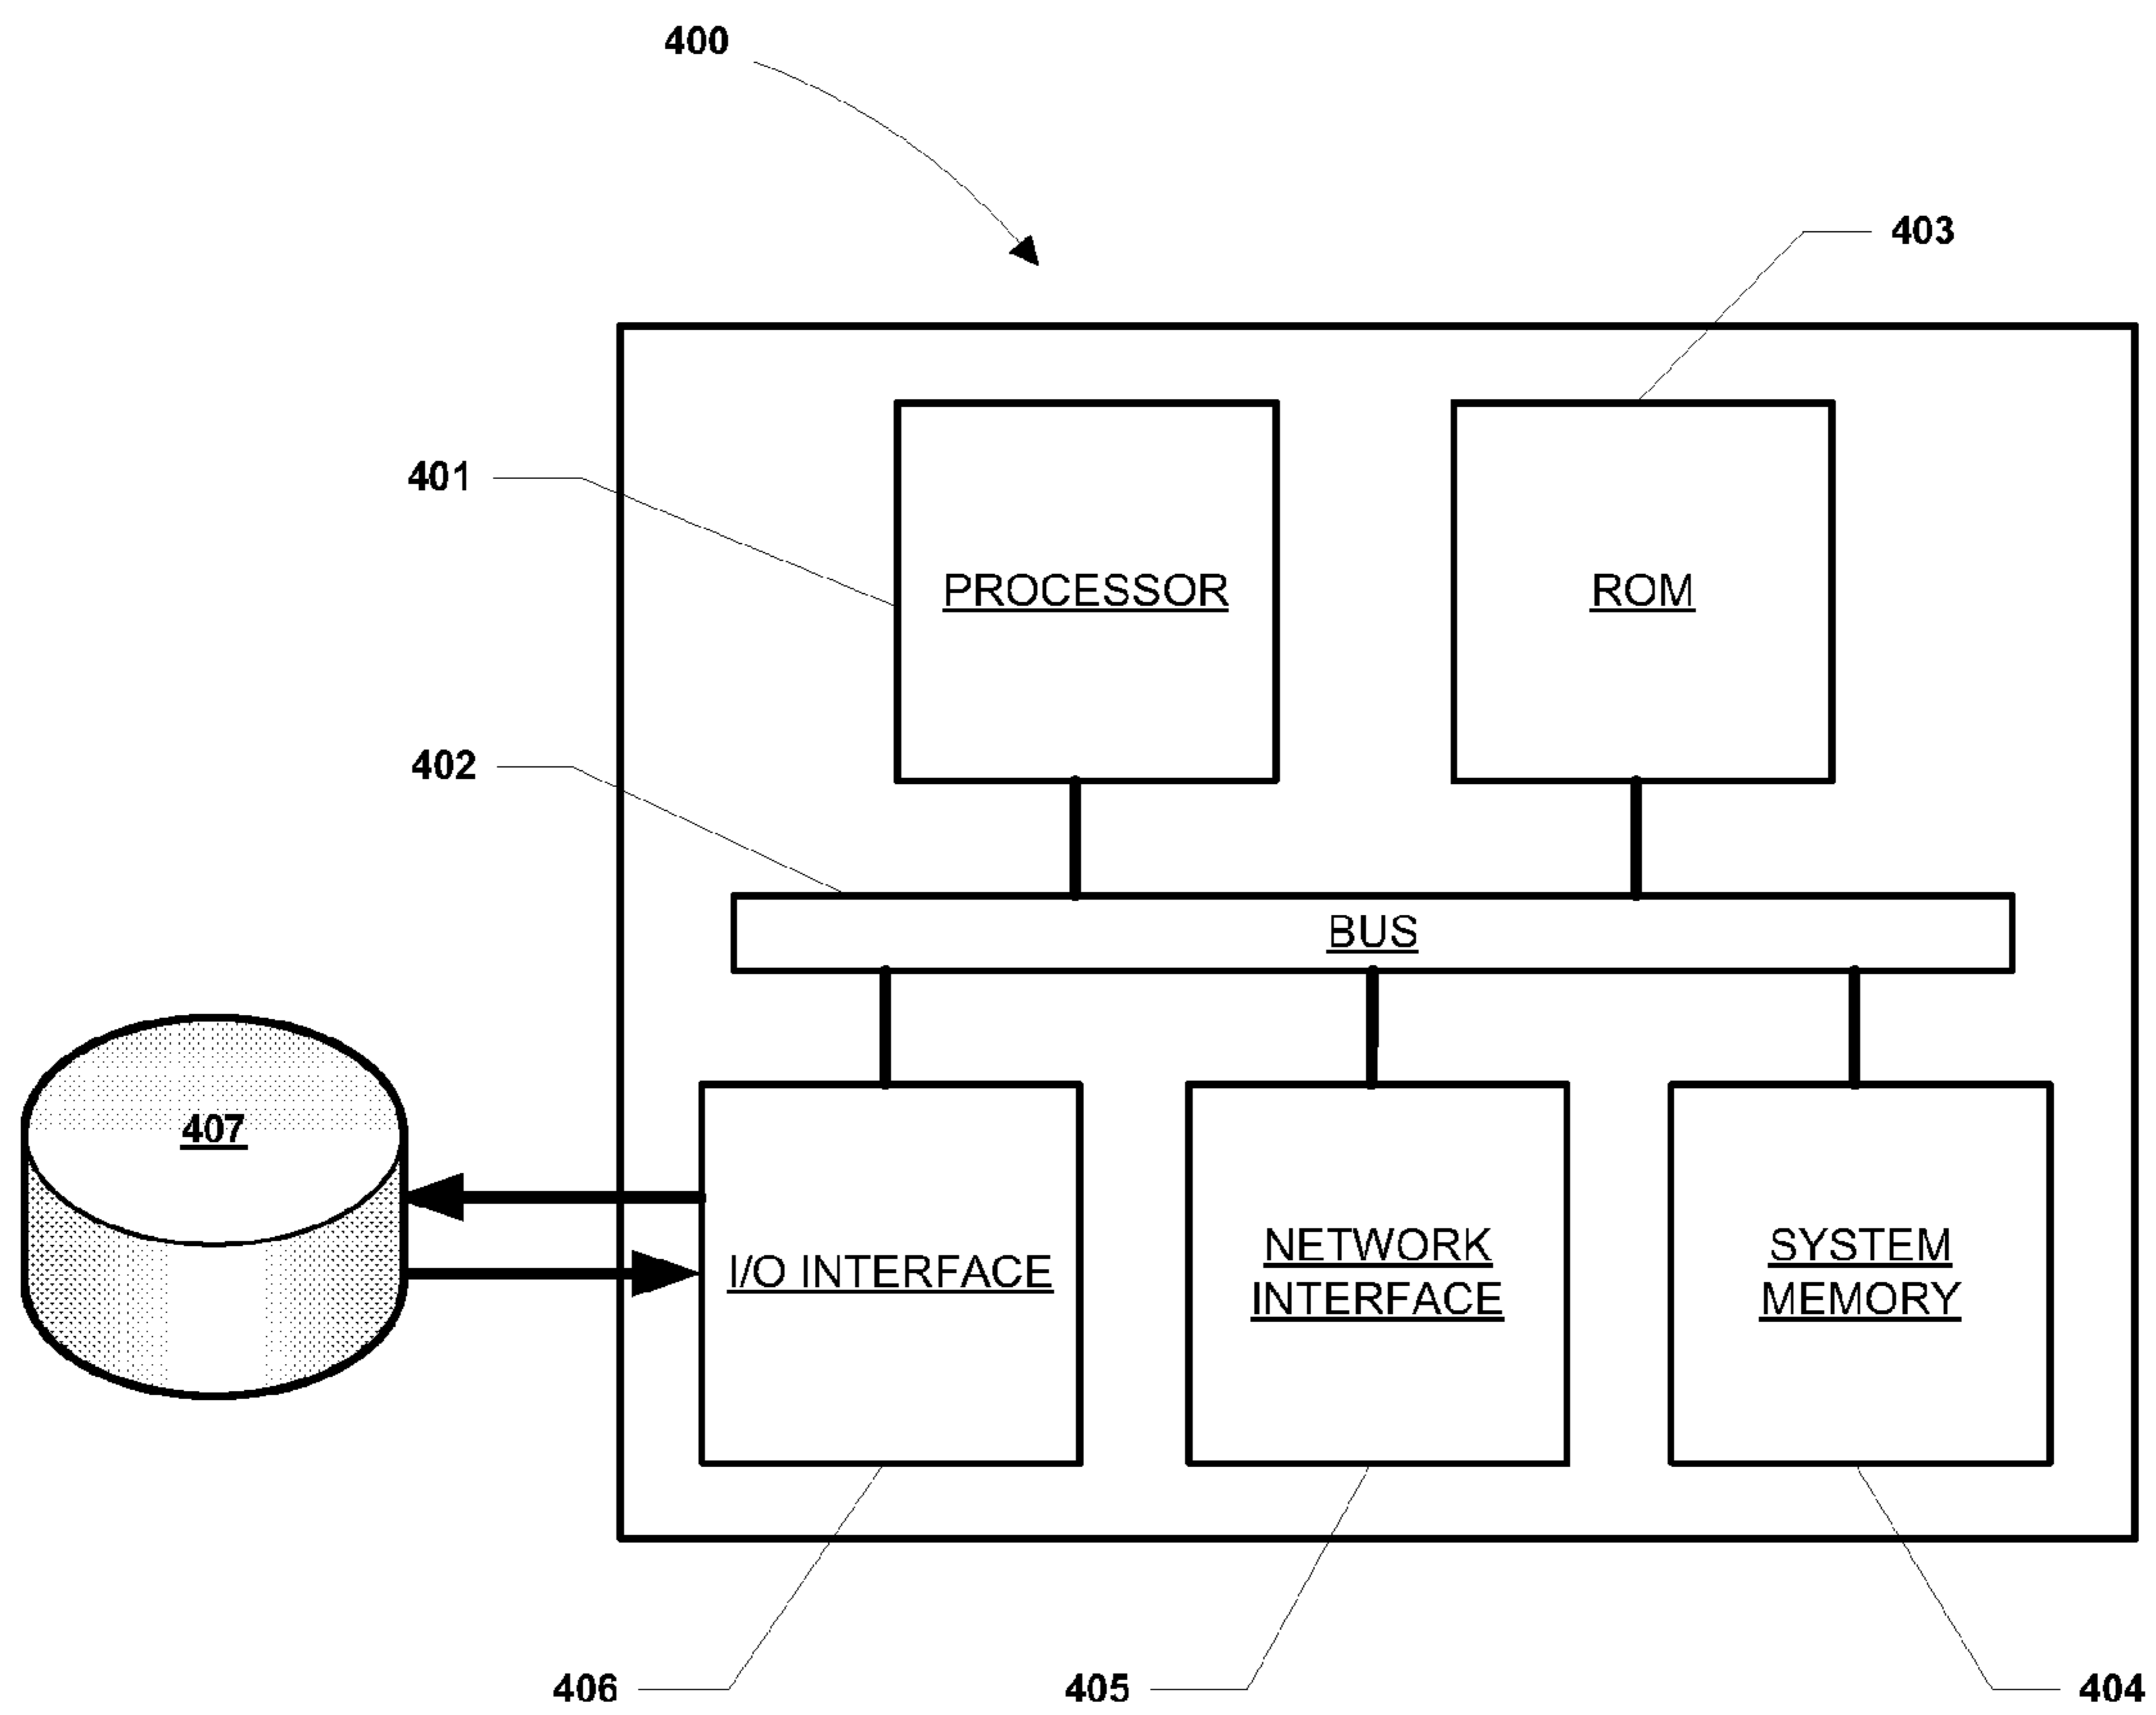 400
403
401
PROCESSOR
ROM
402
BUS
407
I/O INTERFACE
NETWORK
INTERFACE
SYSTEM
MEMORY
406
405
404